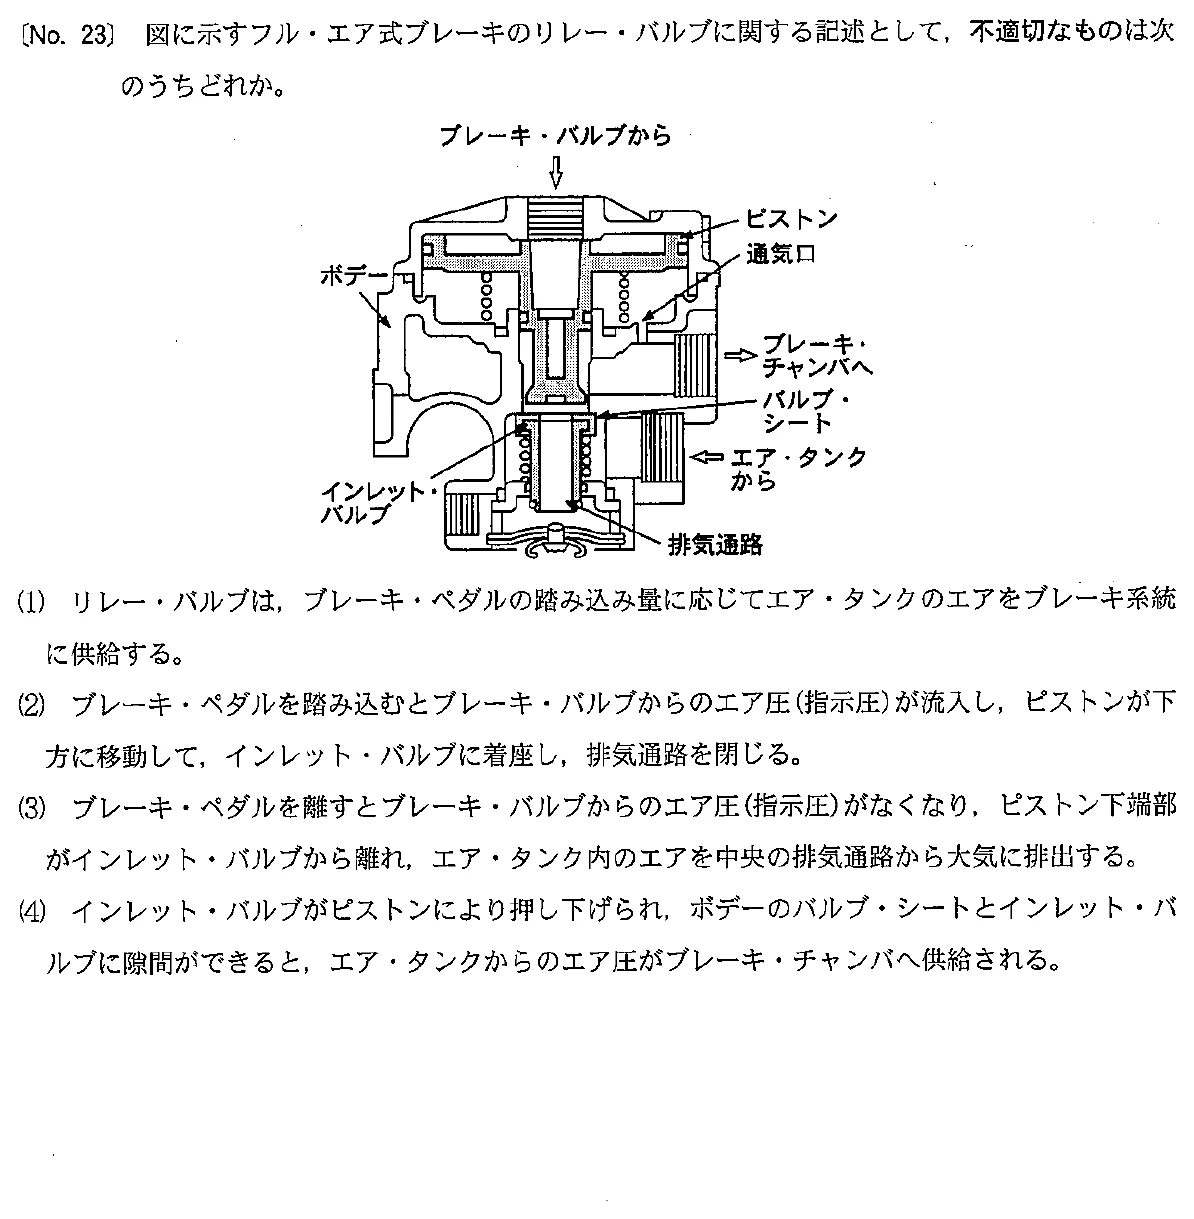 〔No. 23〕 図に示すフル・エア式ブレーキのリレー・バルブに関する記述として，不適切なものは次
のうちどれか。
ブレーキ・バルブから
ピストン
通気口
ボデー
ブレーキ・
チャンバへ
バルブ・
シート
エア・タンク
から
インレット・
バルブ
排気通路
⑴ リレー・バルブは，ブレーキ・ペダルの踏み込み量に応じてエア・タンクのエアをブレーキ系統
に供給する。
⑵ ブレーキ・ペダルを踏み込むとブレーキ・バルブからのエア圧(指示圧)が流入し，ピストンが下
方に移動して，インレット・バルブに着座し，排気通路を閉じる。
⑶ ブレーキ・ペダルを離すとブレーキ・バルブからのエア圧(指示圧)がなくなり，ピストン下端部
がインレット・バルブから離れ，エア・タンク内のエアを中央の排気通路から大気に排出する。
⑷ インレット・バルブがピストンにより押し下げられ，ボデーのバルブ・シートとインレット・バ
ルブに隙間ができると，エア・タンクからのエア圧がブレーキ・チャンバへ供給される。